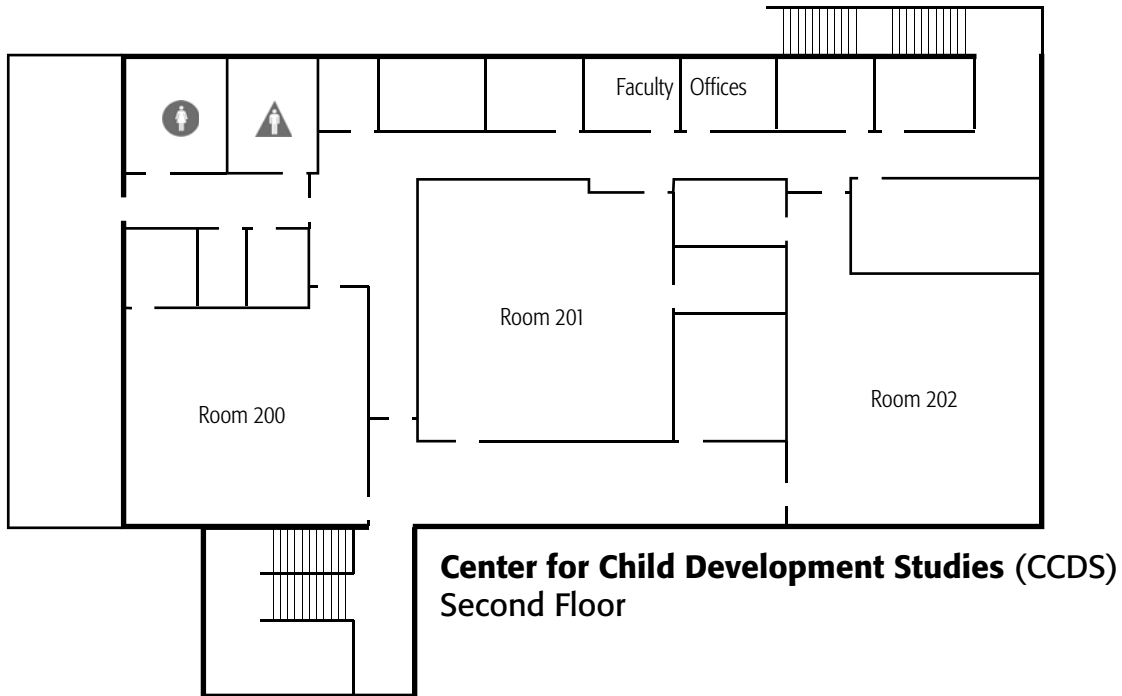 Faculty Offices
Room 201
Room 202
Room 200
Center for Child Development Studies (CCDS)
Second Floor